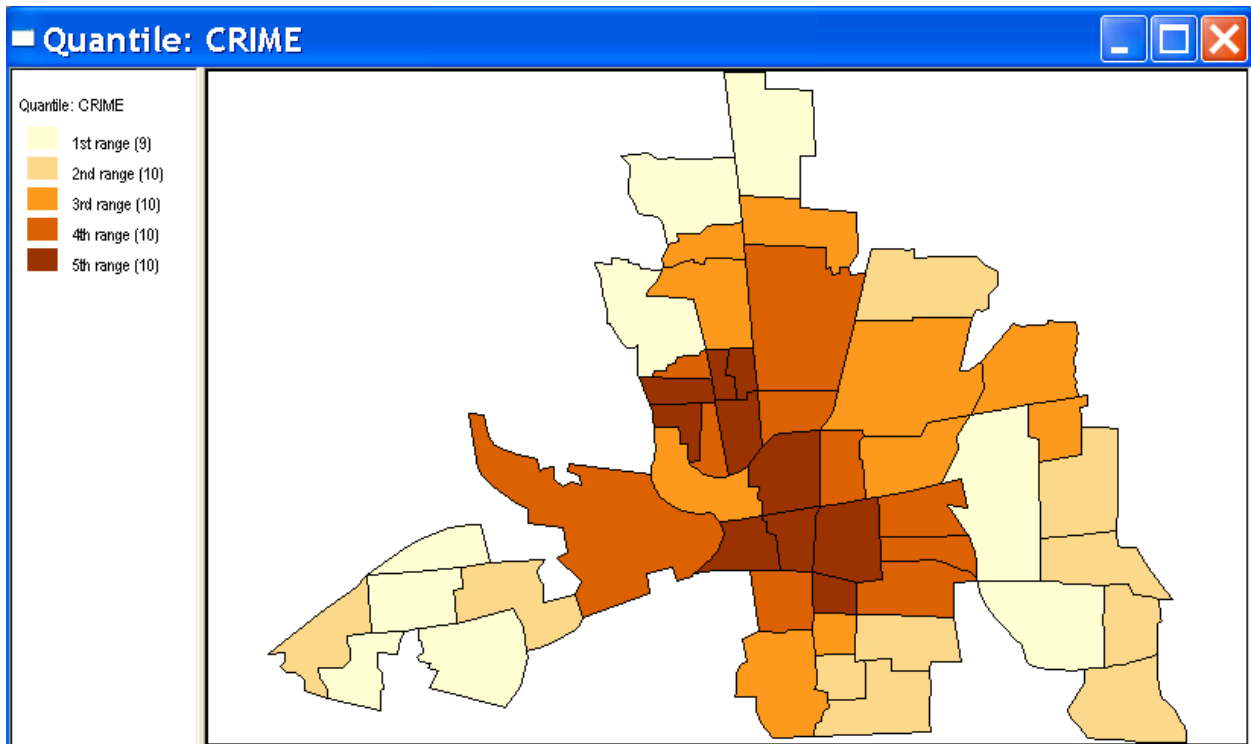 Quantile: CRIME
Quantile: CRIME
1st range (9)
2nd range (10)
3rd range (10)
4th range (10)
5th range (10)